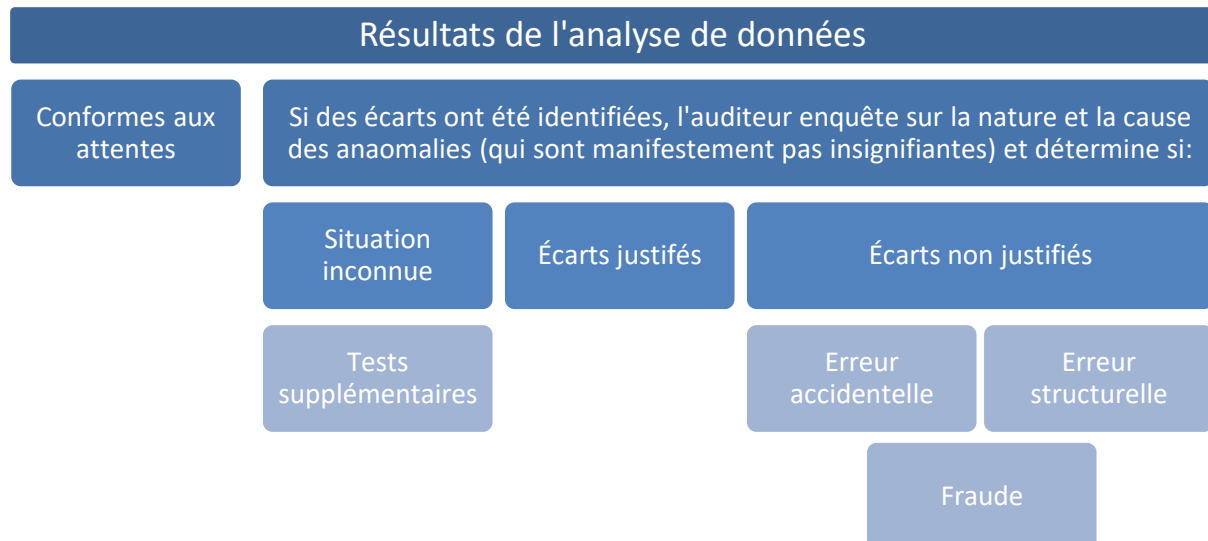 Résultats de l'analyse de données
Conformes aux
attentes
Si des écarts ont été identifiées, l'auditeur enquête sur la nature et la cause
des anaomalies (qui sont manifestement pas insignifiantes) et détermine si:
Situation
inconnue
Écarts justifés
Écarts non justifiés
Tests
supplémentaires
Erreur
accidentelle
Erreur
structurelle
Fraude